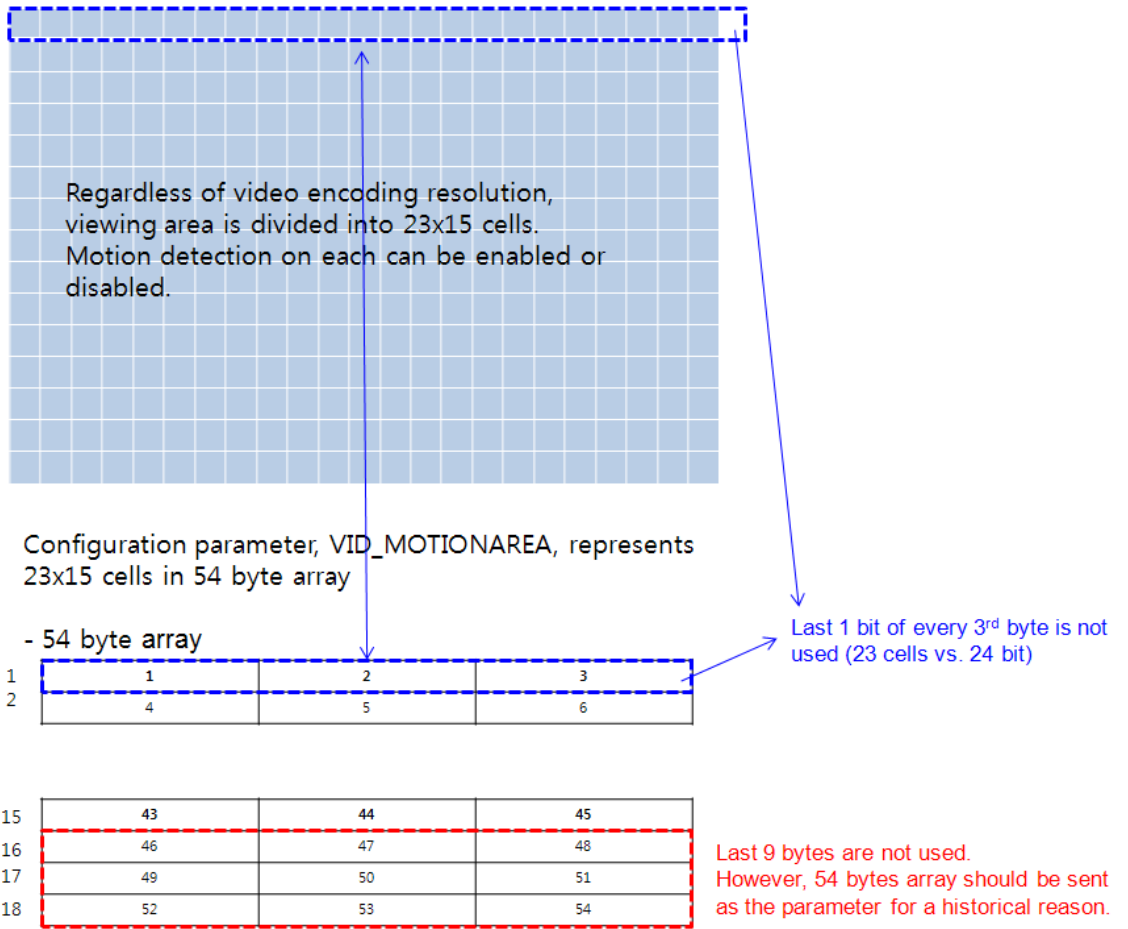 Regardless of video encoding resolution,
viewing area is divided into 23x15 cells.
Motion detection on each can be enabled or
disabled.
Configuration parameter, VID_MOTIONAREA, represents
23x15 cells in 54 byte array
- 54 byte array
Last 1 bit of every 3rd byte is not
used (23 cells vs. 24 bit)
1 1 2 3
2 4 5 6
15 43 44 45
16 46 47 48
17 49 50 51
18 52 53 54
Last 9 bytes are not used.
However, 54 bytes array should be sent
as the parameter for a historical reason.